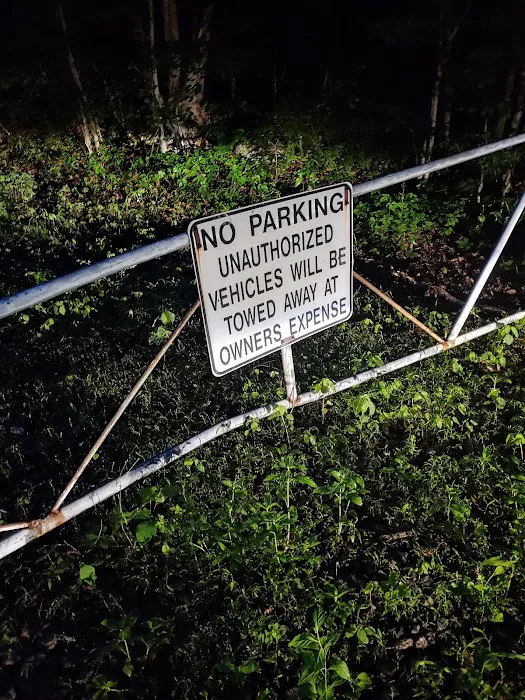 NO PARKING
UNAUTHORIZED
VEHICLES WILL BE
TOWED AWAY AT
OWNERS EXPENSE